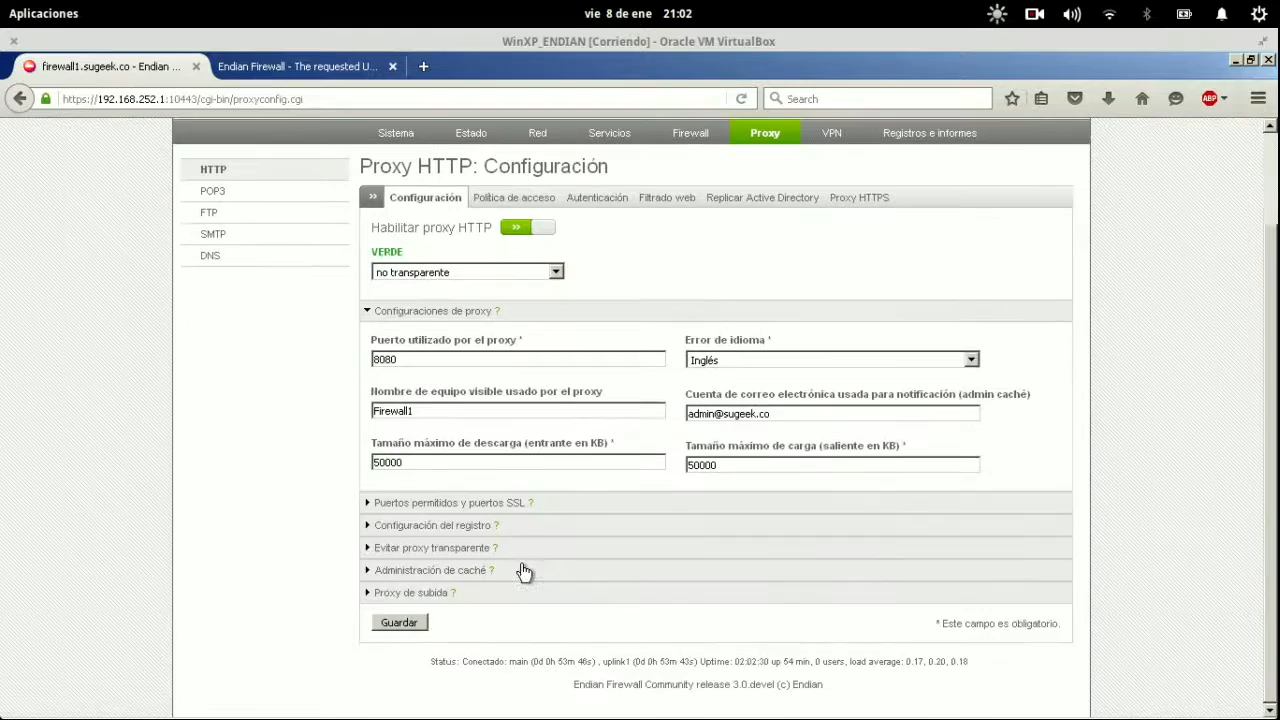 Aplicaciones
vie 8 de ene 21:02
WinXP_ENDIAN [Corriendo] - Oracle VM VirtualBox
firewall1.sugeek.co - Endian ...
Endian Firewall - The requested U...
https://192.168.252.1:10443/cgi-bin/proxyconfig.cgi
Search
ABP
Sistema Estado Red Servicios Firewall Proxy VPN Registros e informes
HTTP
POP3
FTP
SMTP
DNS
Proxy HTTP: Configuración
» Configuración Política de acceso Autenticación Filtrado web Replicar Active Directory Proxy HTTPS
Habilitar proxy HTTP »
VERDE
no transparente
Configuraciones de proxy ?
Puerto utilizado por el proxy *
8080
Error de idioma *
Inglés
Nombre de equipo visible usado por el proxy
Firewall1
Cuenta de correo electrónica usada para notificación (admin caché)
admin@sugeek.co
Tamaño máximo de descarga (entrante en KB) *
50000
Tamaño máximo de carga (saliente en KB) *
50000
Puertos permitidos y puertos SSL ?
Configuración del registro ?
Evitar proxy transparente ?
Administración de caché ?
Proxy de subida ?
Guardar
* Este campo es obligatorio.
Status: Conectado: main (0d 0h 53m 46s) , uplink1 (0d 0h 53m 43s) Uptime: 02:02:30 up 54 min, 0 users, load average: 0.17, 0.20, 0.18
Endian Firewall Community release 3.0.devel (c) Endian